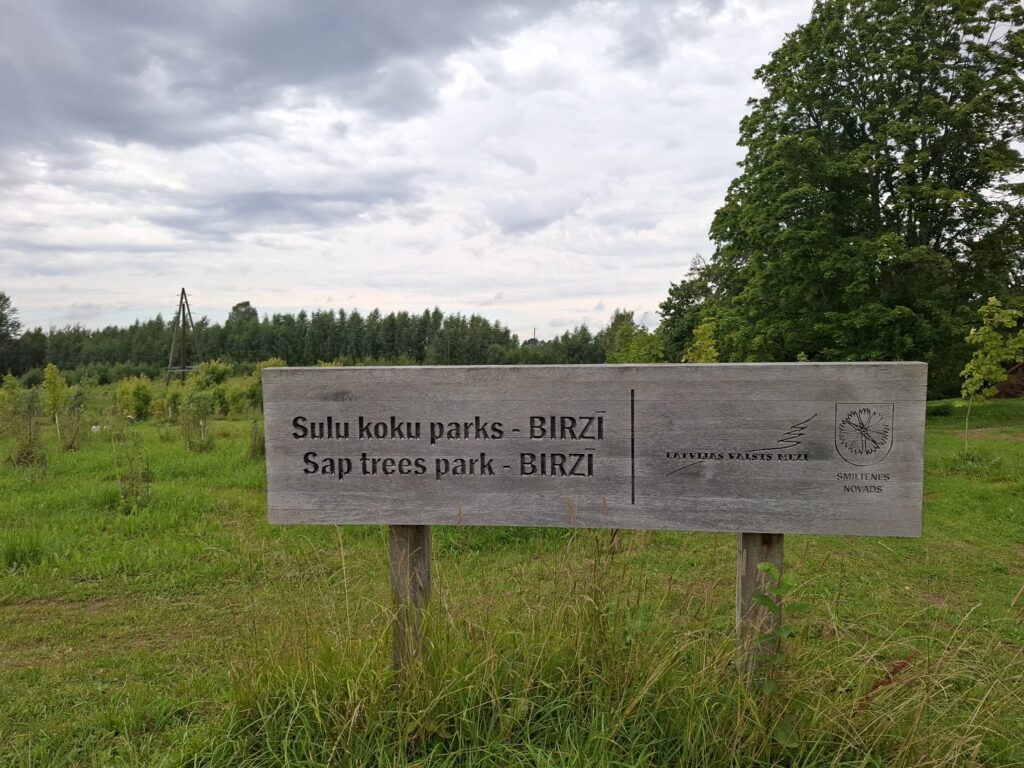 Sulu koku parks - BIRZĪ
Sap trees park - BIRZĪ
LATVIJAS VALSTS MEŽI
SMILTENES
NOVADS